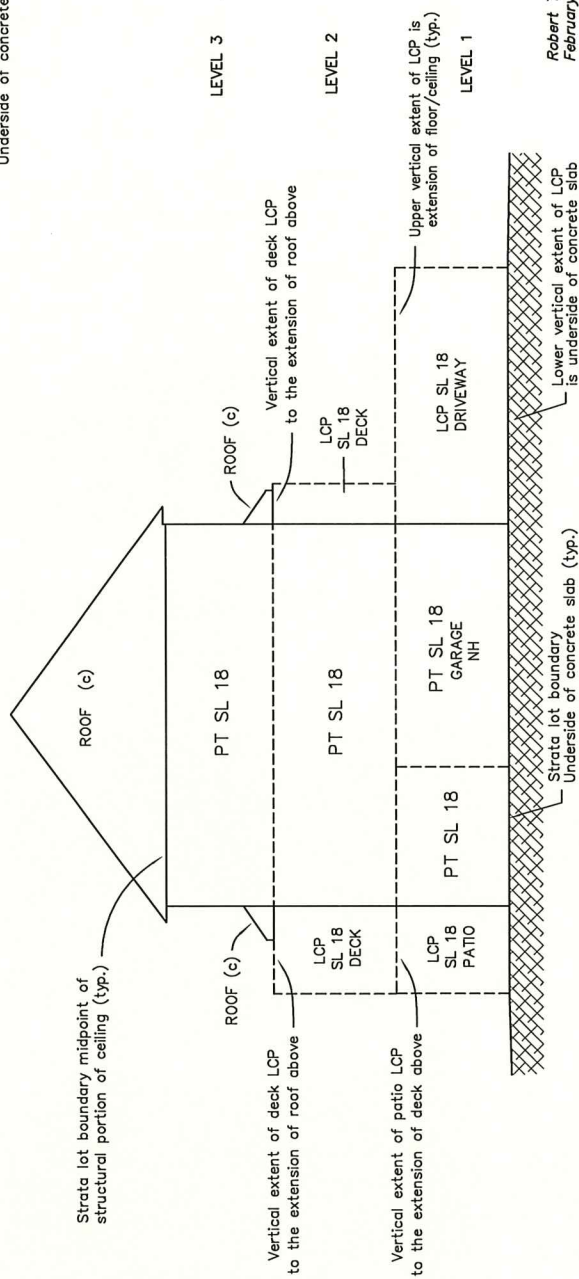 Underside of concrete
Strata lot boundary midpoint of
structural portion of ceiling (typ.)
ROOF (c)
LEVEL 3
PT SL 18
ROOF (c)
ROOF (c)
Vertical extent of deck LCP
to the extension of roof above
Vertical extent of deck LCP
to the extension of roof above
LCP
SL 18
DECK
PT SL 18
LCP
SL 18
DECK
LEVEL 2
Vertical extent of patio LCP
to the extension of deck above
Upper vertical extent of LCP is
extension of floor/ceiling (typ.)
LCP
SL 18
PATIO
PT SL 18
PT SL 18
GARAGE
NH
LCP SL 18
DRIVEWAY
LEVEL 1
Strata lot boundary
Underside of concrete slab (typ.)
Lower vertical extent of LCP
is underside of concrete slab
Robert
February